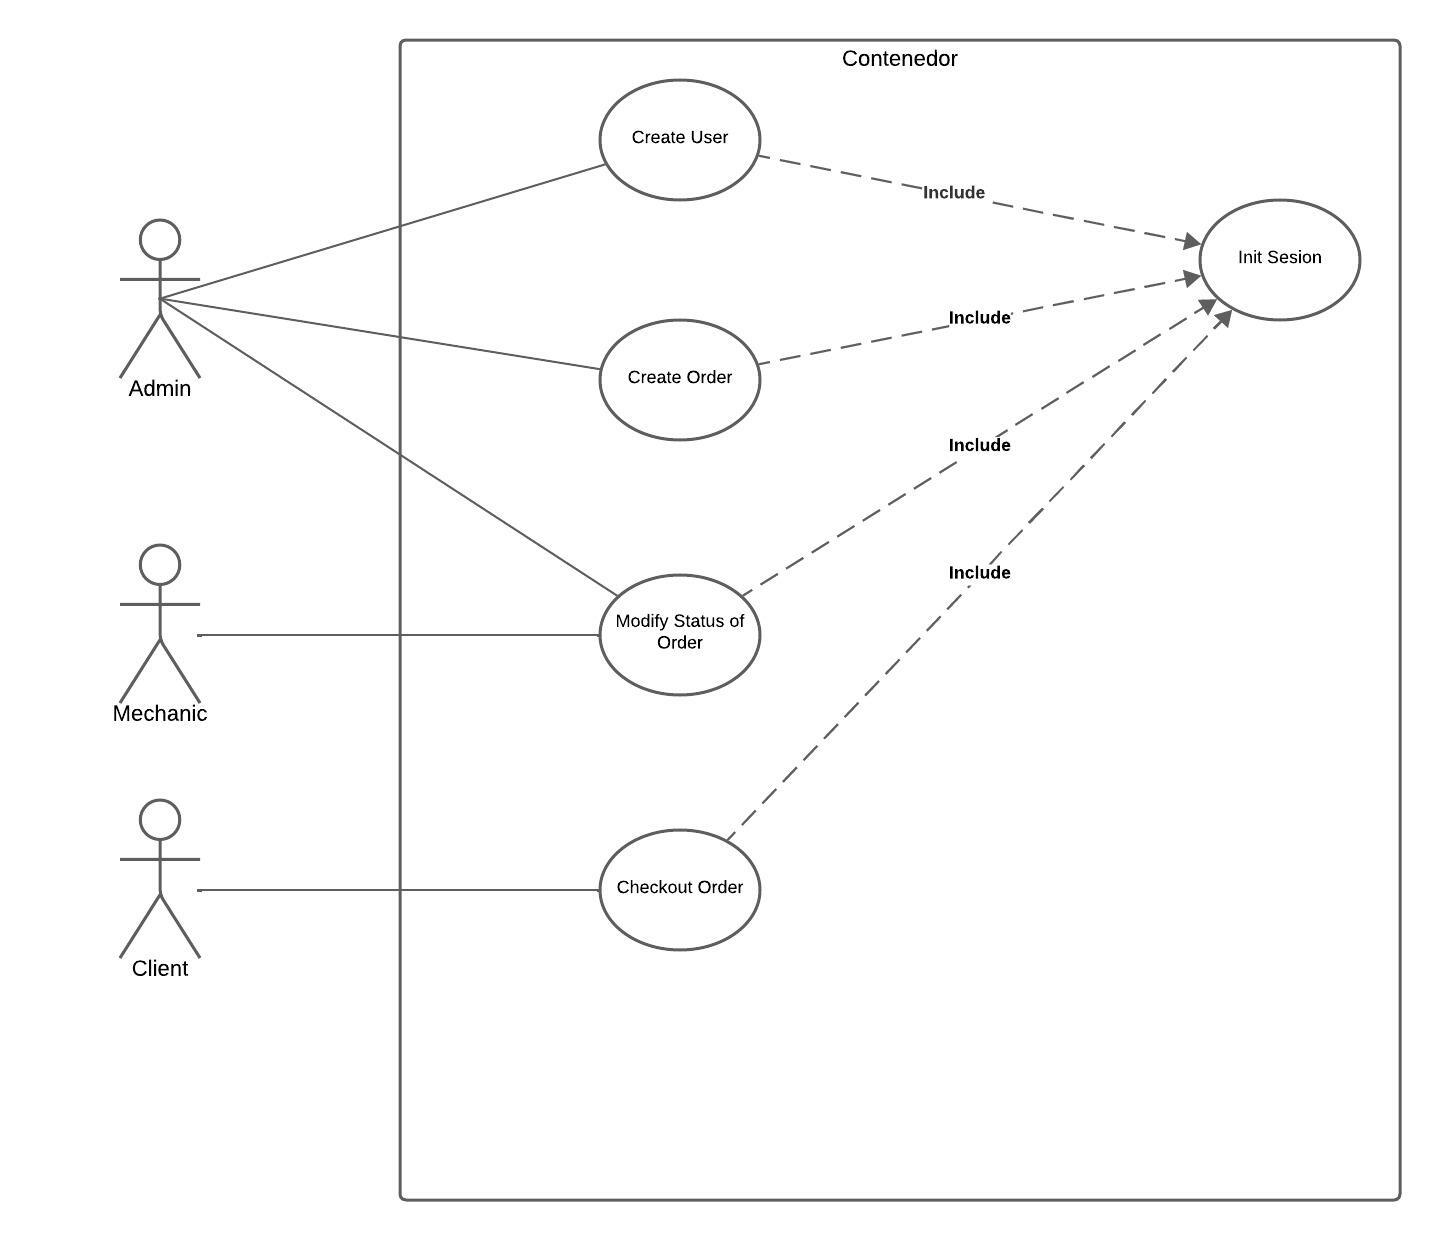 Contenedor
Create User
Include
Init Sesion
Include
Create Order
Admin
Include
Include
Modify Status of
Order
Mechanic
Checkout Order
Client